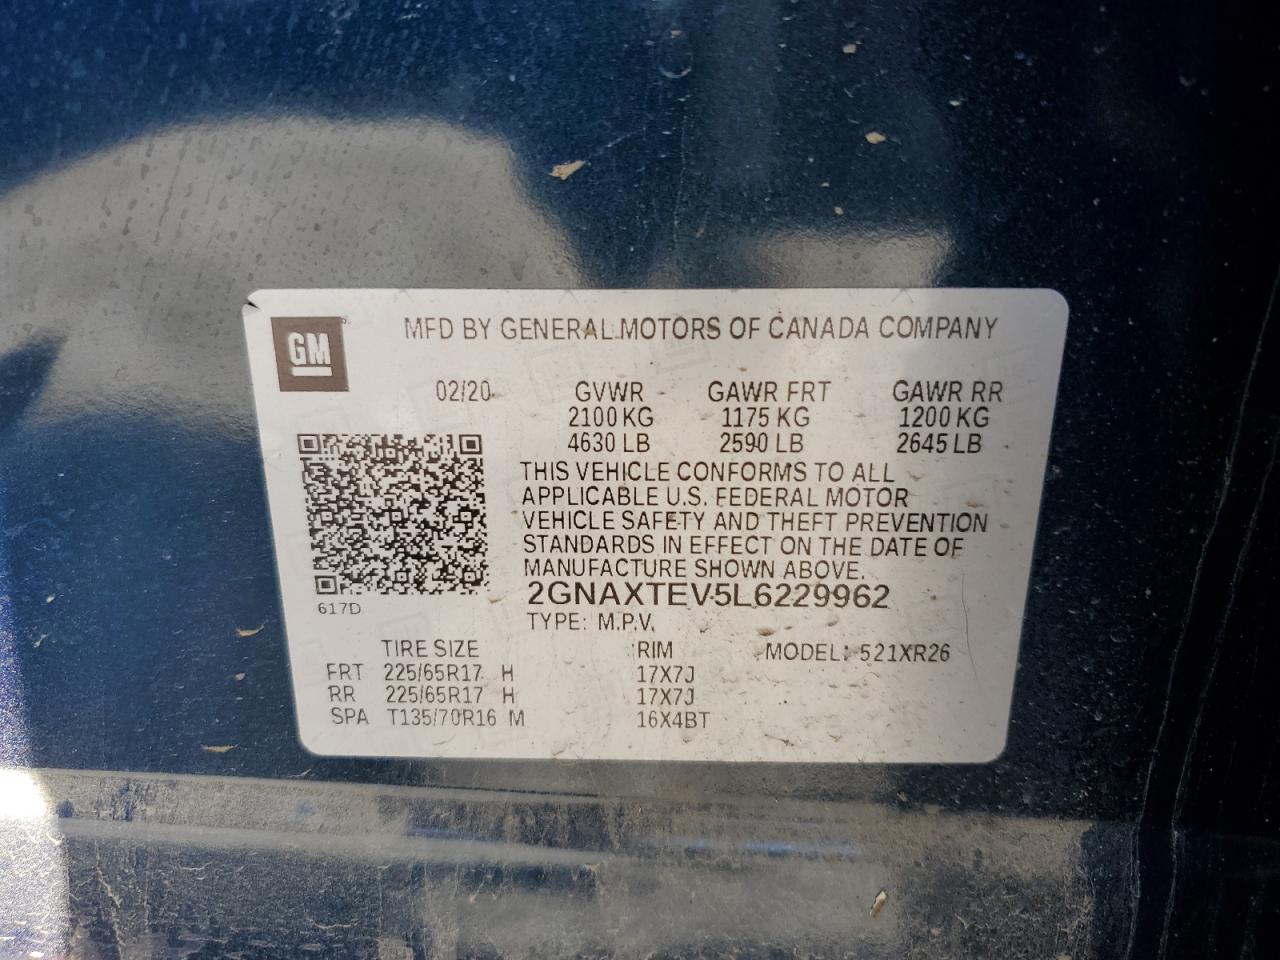 GM
MFD BY GENERAL MOTORS OF CANADA COMPANY
02/20 GVWR GAWR FRT GAWR RR
2100 KG 1175 KG 1200 KG
4630 LB 2590 LB 2645 LB
THIS VEHICLE CONFORMS TO ALL
APPLICABLE U.S. FEDERAL MOTOR
VEHICLE SAFETY AND THEFT PREVENTION
STANDARDS IN EFFECT ON THE DATE OF
MANUFACTURE SHOWN ABOVE.
2GNAXTEV5L6229962
617D
TYPE: M.P.V.
TIRE SIZE RIM MODEL: 521XR26
FRT 225/65R17 H 17X7J
RR 225/65R17 H 17X7J
SPA T135/70R16 M 16X4BT